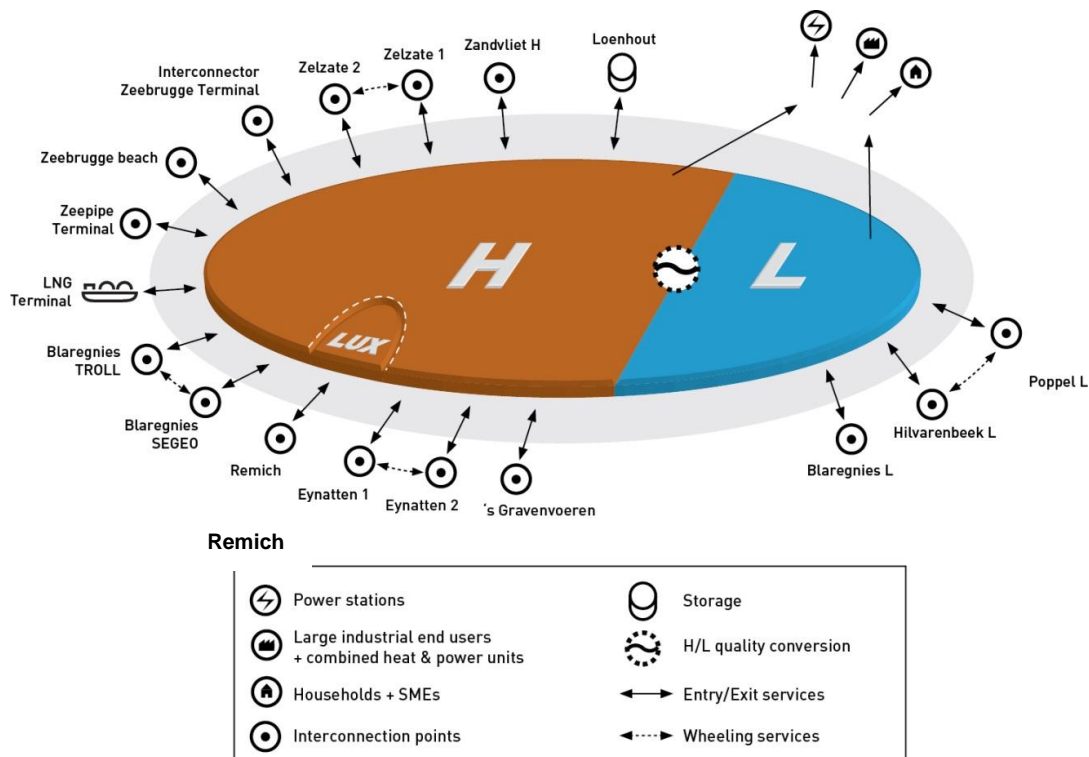 Zelzate 2
Zelzate 1
Zandvliet H
Loenhout
Interconnector
Zeebrugge Terminal
Zeebrugge beach
Zeepipe
Terminal
LNG
Terminal
H
L
LUX
Blaregnies
TROLL
Blaregnies
SEGEO
Remich
Eynatten 1
Eynatten 2
's Gravenvoeren
Blaregnies L
Hilvarenbeek L
Poppel L
Remich
Power stations
Large industrial end users
+ combined heat & power units
Households + SMEs
Interconnection points
Storage
H/L quality conversion
Entry/Exit services
Wheeling services